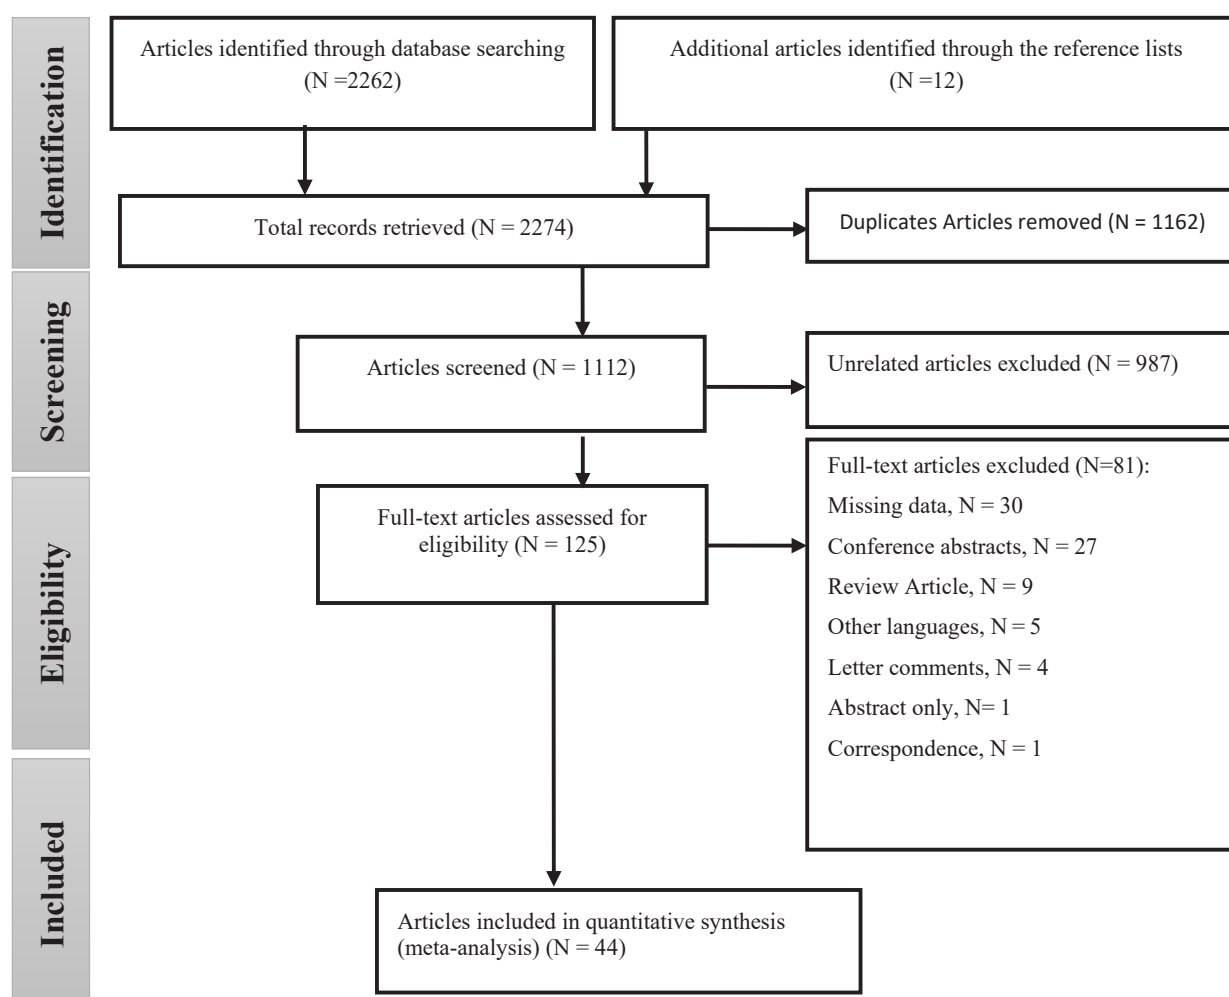 Identification
Articles identified through database searching
(N =2262)
Additional articles identified through the reference lists
(N =12)
Total records retrieved (N = 2274)
Duplicates Articles removed (N = 1162)
Screening
Articles screened (N = 1112)
Unrelated articles excluded (N = 987)
Eligibility
Full-text articles assessed for
eligibility (N = 125)
Full-text articles excluded (N=81):
Missing data, N = 30
Conference abstracts, N = 27
Review Article, N = 9
Other languages, N = 5
Letter comments, N = 4
Abstract only, N= 1
Correspondence, N = 1
Included
Articles included in quantitative synthesis
(meta-analysis) (N = 44)